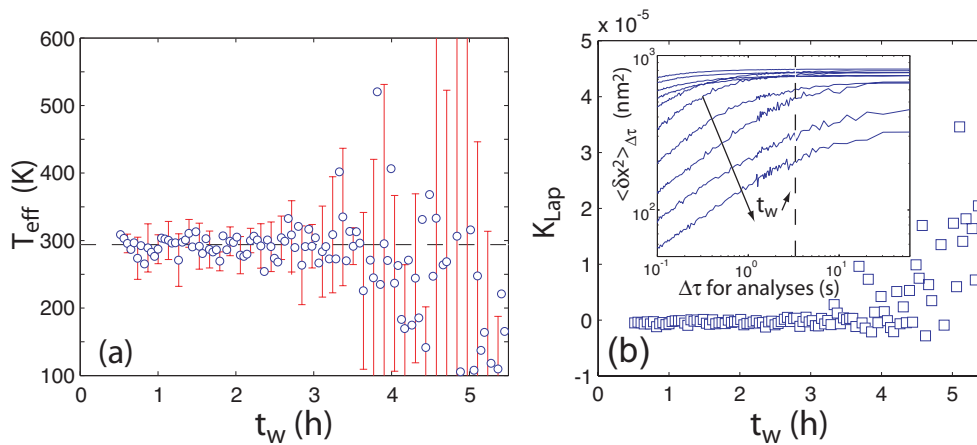 600
500
400
300
200
100
T_eff (K)
(a)
0 1 2 3 4 5
t_w (h)
x 10^-5
5
4
3
2
1
0
-1
K_Lap
(b)
0 1 2 3 4 5
t_w (h)
10^3
10^2
<δx^2>_Δτ (nm^2)
t_w
10^-1 10^0 10^1
Δτ for analyses (s)